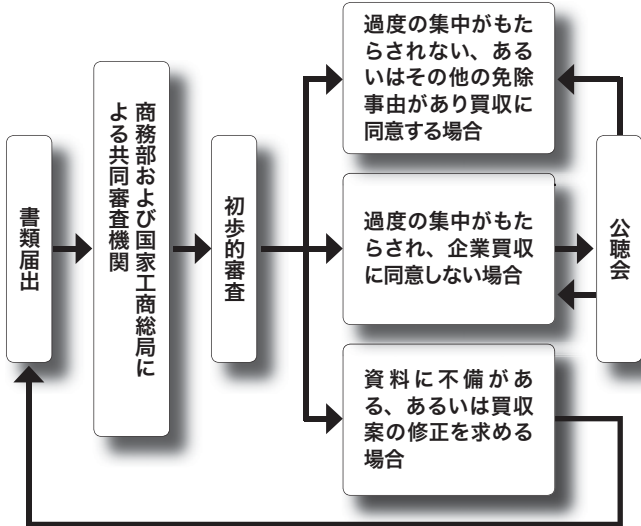 書類届出
商務部および国家工商総局に
よる共同審査機関
初歩的審査
過度の集中がもた
らされない、ある
いはその他の免除
事由があり買収に
同意する場合
過度の集中がもた
らされ、企業買収
に同意しない場合
資料に不備があ
る、あるいは買収
案の修正を求める
場合
公聴会